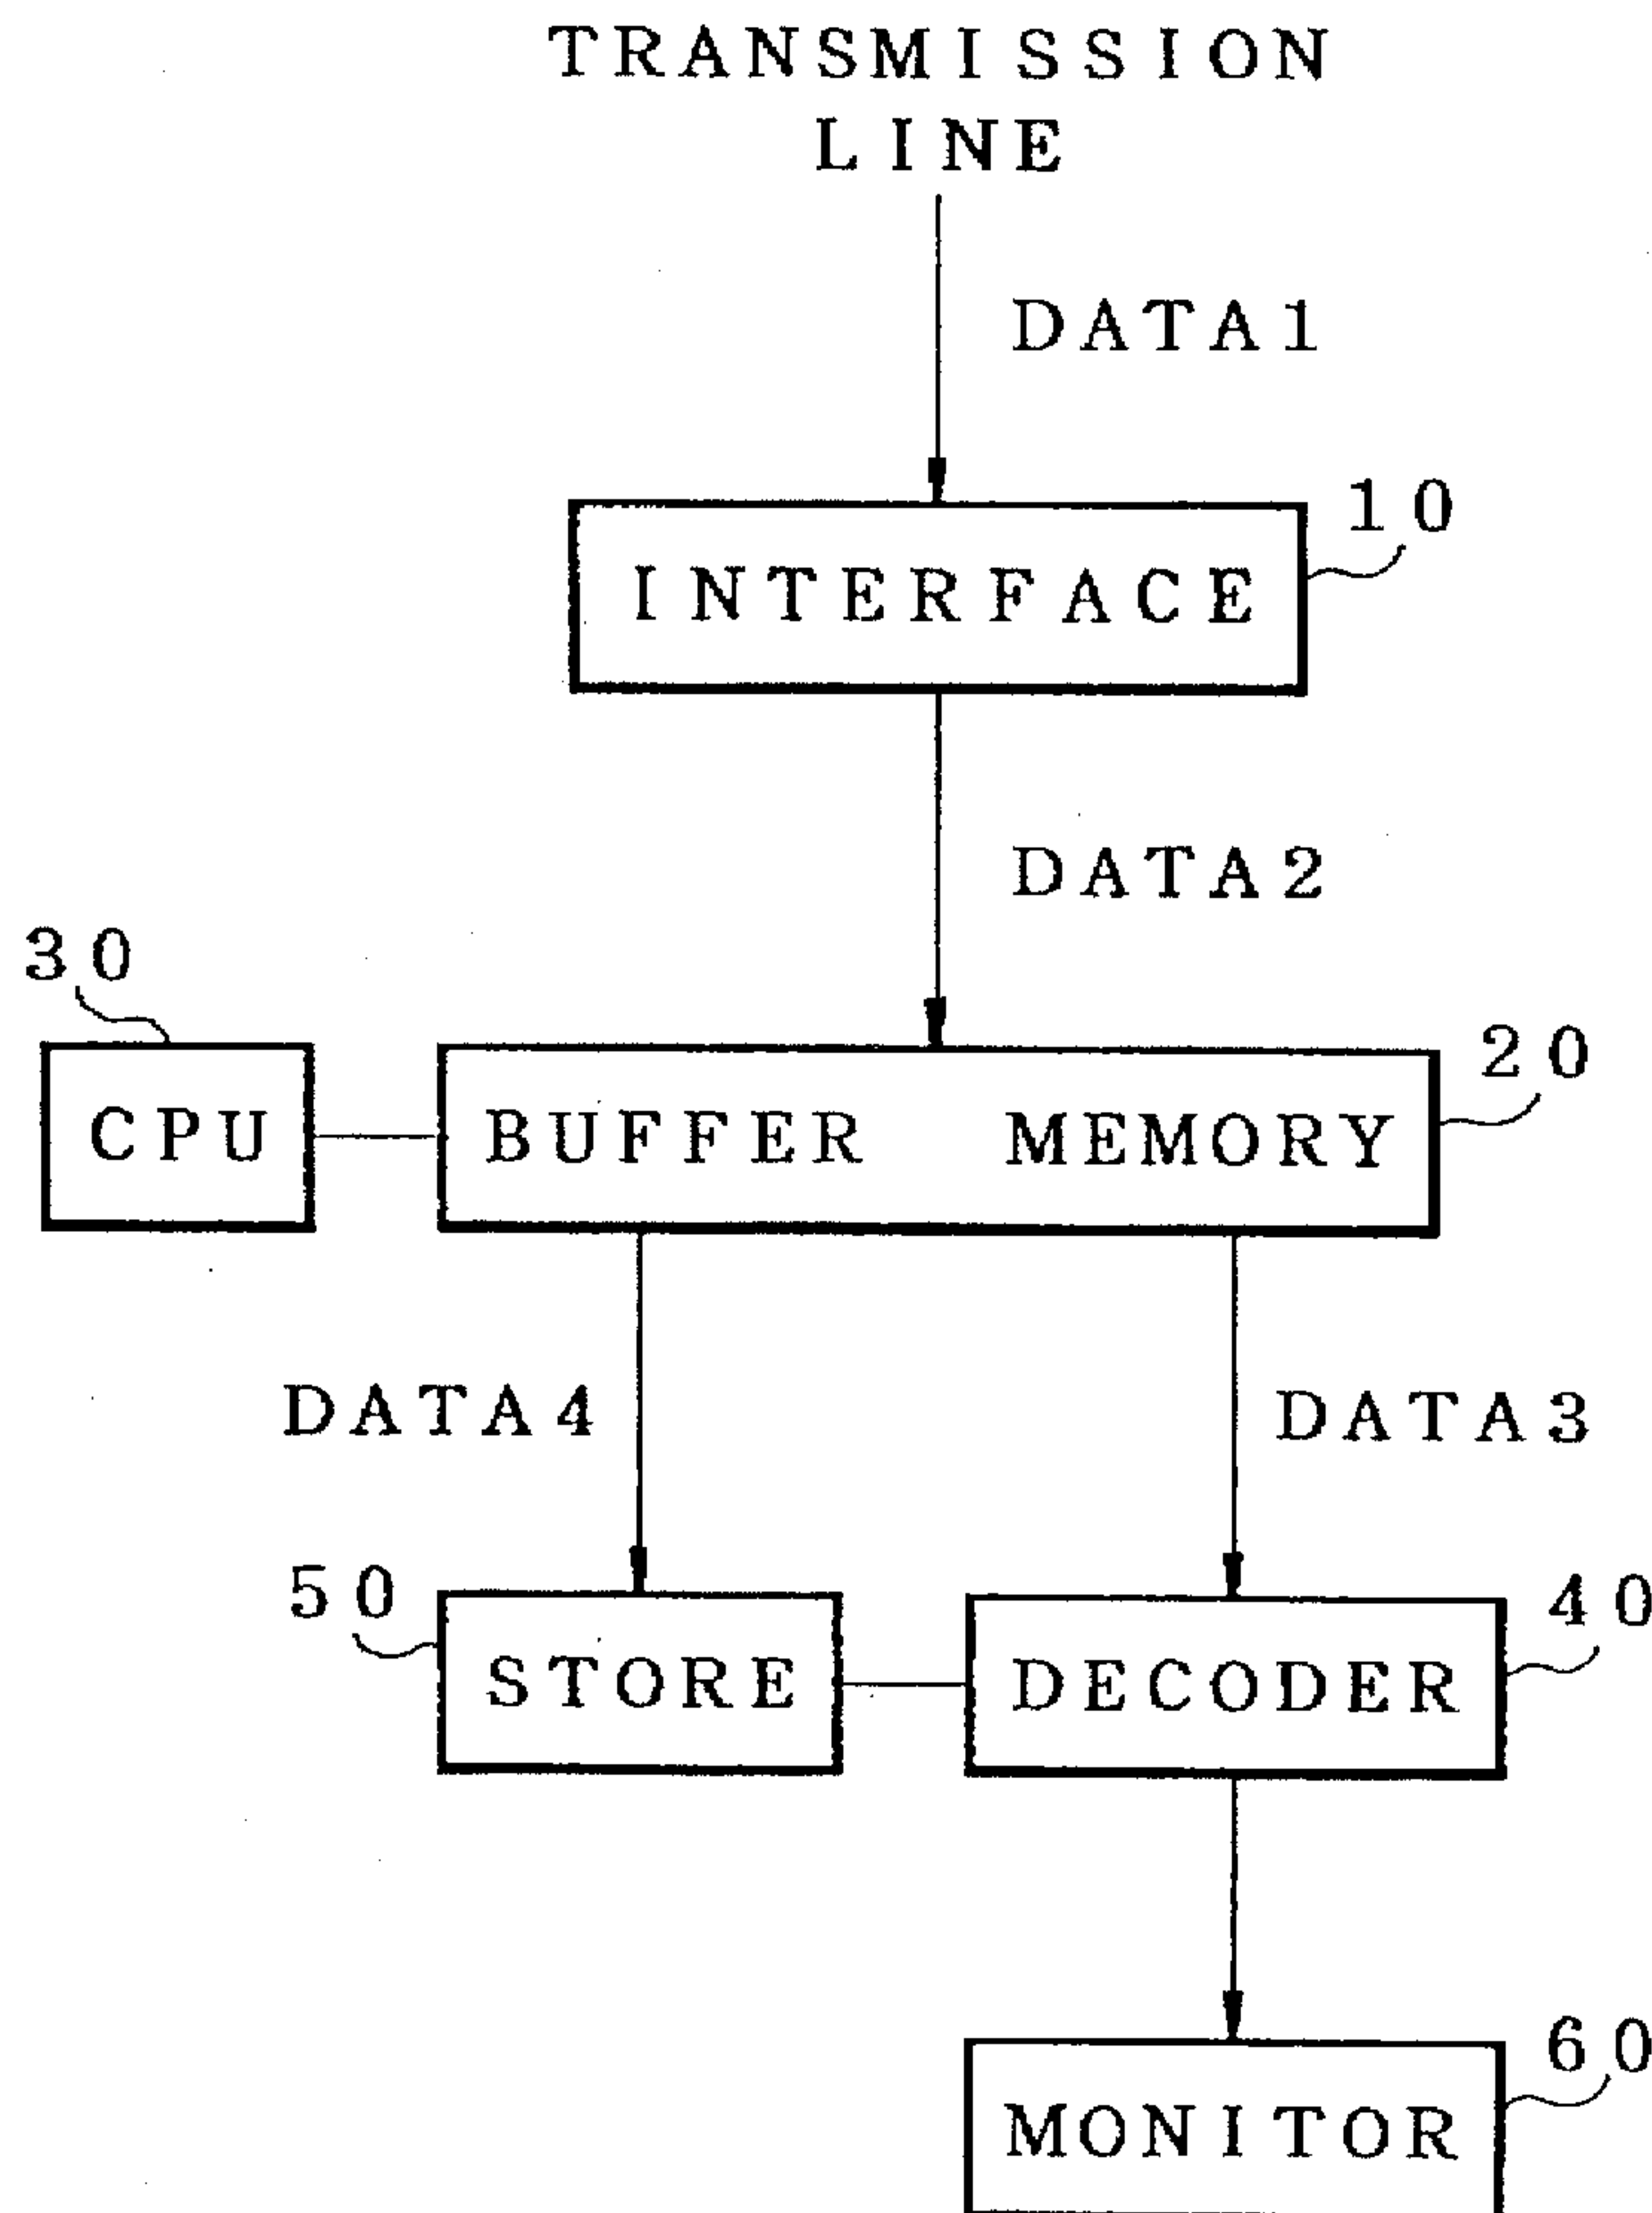 TRANSMISSION
LINE
DATA1
10
INTERFACE
DATA2
30
20
CPU
BUFFER MEMORY
DATA4
DATA3
50
40
STORE
DECODER
60
MONITOR